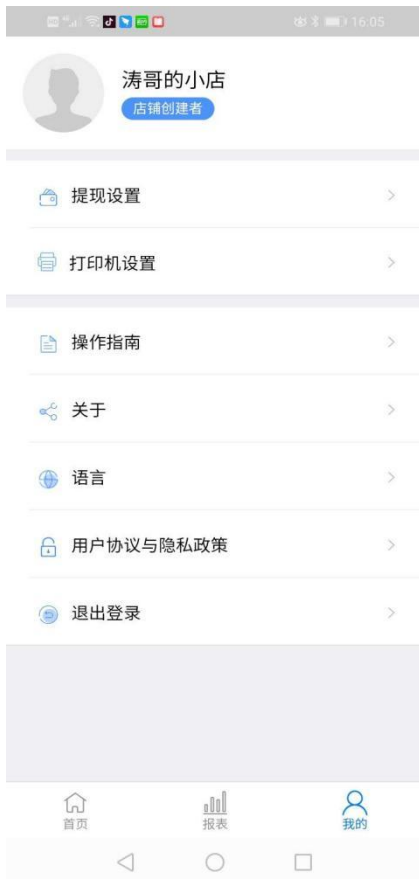 16:05
涛哥的小店
店铺创建者
提现设置
打印机设置
操作指南
关于
语言
用户协议与隐私政策
退出登录
首页
报表
我的